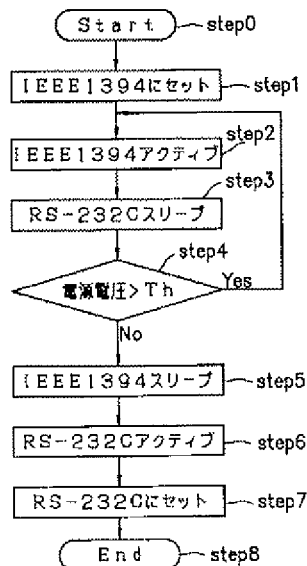 Start
step0
IEEE1394にセット
step1
IEEE1394アクティブ
step2
RS-232Cスリープ
step3
電源電圧>Th
step4
Yes
No
IEEE1394スリープ
step5
RS-232Cアクティブ
step6
RS-232Cにセット
step7
End
step8